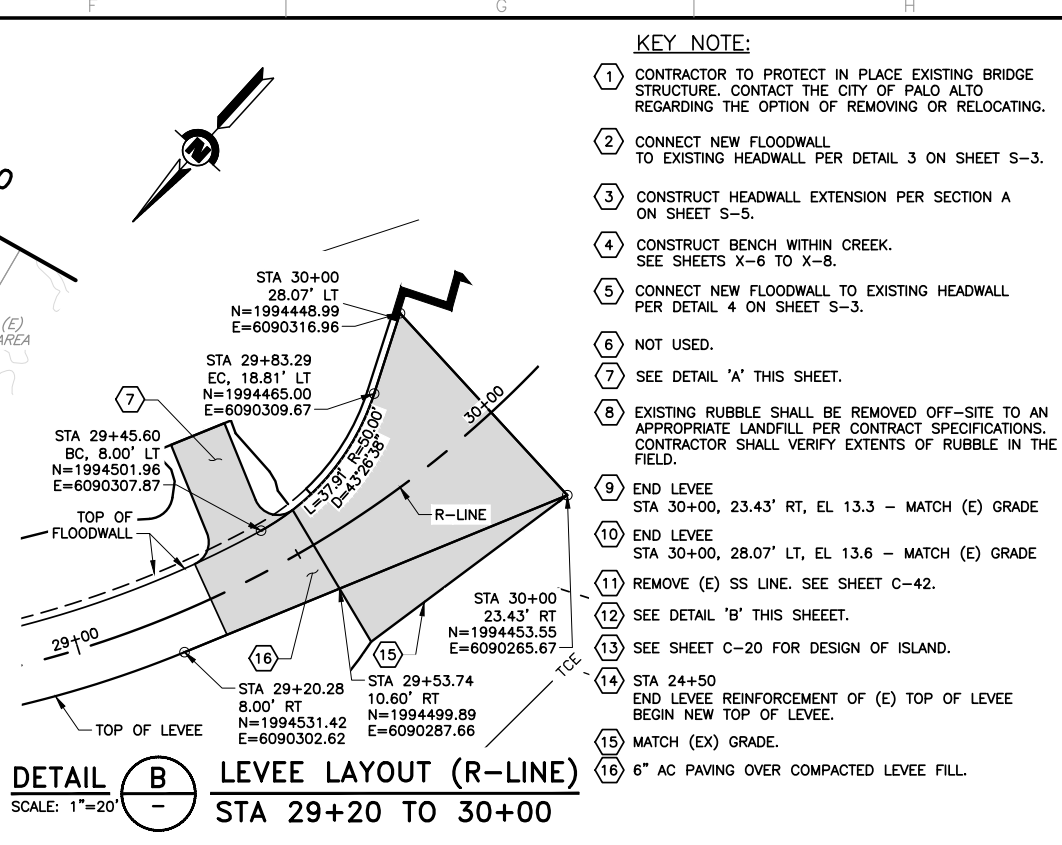 F
G
H
KEY NOTE:
1 CONTRACTOR TO PROTECT IN PLACE EXISTING BRIDGE
STRUCTURE. CONTACT THE CITY OF PALO ALTO
REGARDING THE OPTION OF REMOVING OR RELOCATING.
2 CONNECT NEW FLOODWALL
TO EXISTING HEADWALL PER DETAIL 3 ON SHEET S-3.
3 CONSTRUCT HEADWALL EXTENSION PER SECTION A
ON SHEET S-5.
4 CONSTRUCT BENCH WITHIN CREEK.
SEE SHEETS X-6 TO X-8.
5 CONNECT NEW FLOODWALL TO EXISTING HEADWALL
PER DETAIL 4 ON SHEET S-3.
6 NOT USED.
7 SEE DETAIL 'A' THIS SHEET.
8 EXISTING RUBBLE SHALL BE REMOVED OFF-SITE TO AN
APPROPRIATE LANDFILL PER CONTRACT SPECIFICATIONS.
CONTRACTOR SHALL VERIFY EXTENTS OF RUBBLE IN THE
FIELD.
9 END LEVEE
STA 30+00, 23.43' RT, EL 13.3 - MATCH (E) GRADE
10 END LEVEE
STA 30+00, 28.07' LT, EL 13.6 - MATCH (E) GRADE
11 REMOVE (E) SS LINE. SEE SHEET C-42.
12 SEE DETAIL 'B' THIS SHEEET.
13 SEE SHEET C-20 FOR DESIGN OF ISLAND.
14 STA 24+50
END LEVEE REINFORCEMENT OF (E) TOP OF LEVEE
BEGIN NEW TOP OF LEVEE.
15 MATCH (EX) GRADE.
16 6" AC PAVING OVER COMPACTED LEVEE FILL.
N
O
(E)
AREA
STA 30+00
28.07' LT
N=1994448.99
E=6090316.96
STA 29+83.29
EC, 18.81' LT
N=1994465.00
E=6090309.67
7
STA 29+45.60
BC, 8.00' LT
N=1994501.96
E=6090307.87
TOP OF
FLOODWALL
L=37.91' R=50.00'
D=43°26'38"
30+00
R-LINE
29+00
STA 30+00
23.43' RT
N=1994453.55
E=6090265.67
TCE
16
15
STA 29+20.28
8.00' RT
N=1994531.42
E=6090302.62
STA 29+53.74
10.60' RT
N=1994499.89
E=6090287.66
TOP OF LEVEE
DETAIL
SCALE: 1"=20'
B
-
LEVEE LAYOUT (R-LINE)
STA 29+20 TO 30+00